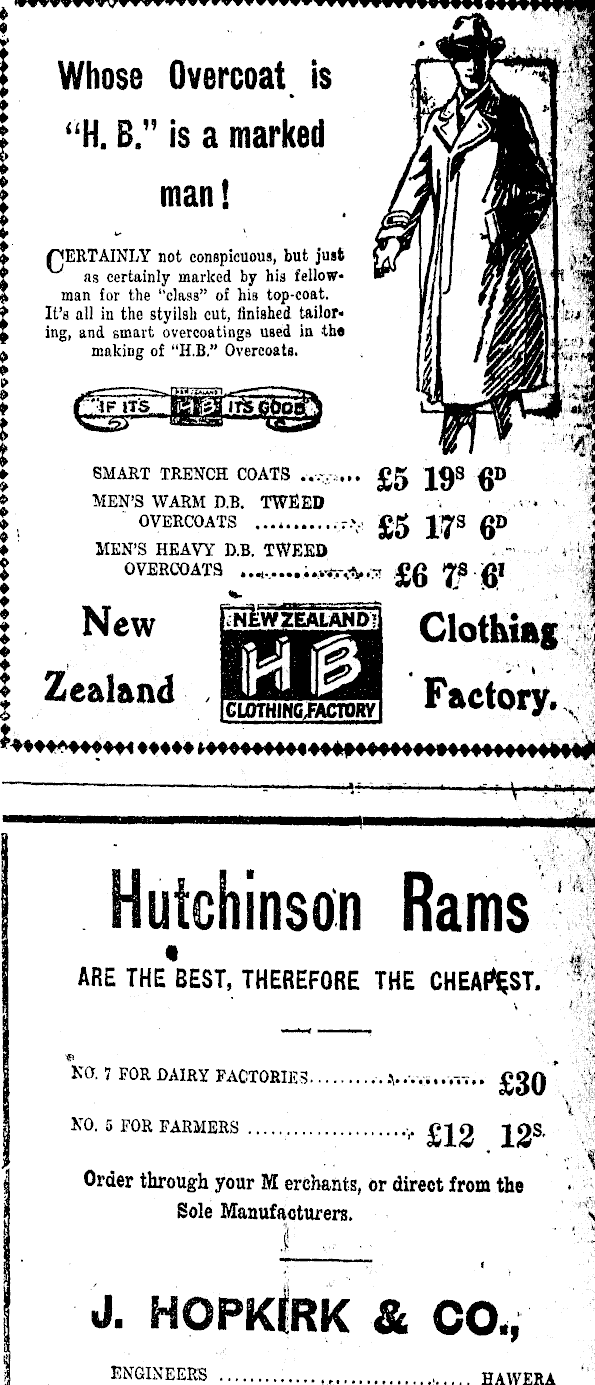 Whose Overcoat is
"H. B." is a marked
man!
CERTAINLY not conspicuous, but just
as certainly marked by his fellow-
man for the "class" of his top-coat.
It's all in the styilsh cut, finished tailor-
ing, and smart overcoatings used in the
making of "H.B." Overcoats.
IF ITS HB ITS GOOD
SMART TRENCH COATS ........ £5 19S 6D
MEN'S WARM D.B. TWEED
OVERCOATS .............. £5 17S 6D
MEN'S HEAVY D.B. TWEED
OVERCOATS .................. £6 7S 6
New
Zealand
NEW ZEALAND
HB
CLOTHING FACTORY
Clothing
Factory.
Hutchinson Rams
ARE THE BEST, THEREFORE THE CHEAPEST.
NO. 7 FOR DAIRY FACTORIES...................... £30
NO. 5 FOR FARMERS ..................... £12 12S.
Order through your M erchants, or direct from the
Sole Manufacturers.
J. HOPKIRK & CO.,
ENGINEERS ................................. HAWERA